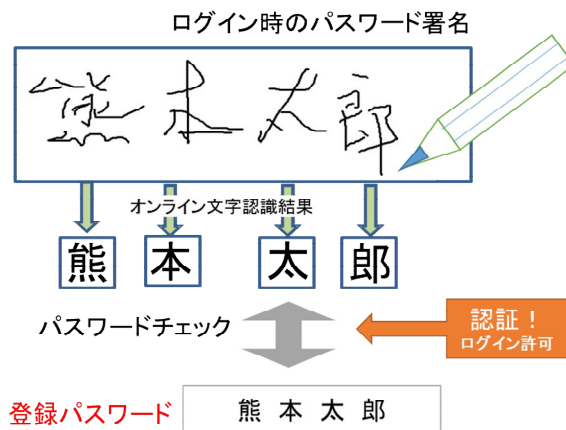 ログイン時のパスワード署名
熊本太郎
オンライン文字認識結果
熊 本 太 郎
パスワードチェック
認証！
ログイン許可
登録パスワード 熊 本 太 郎